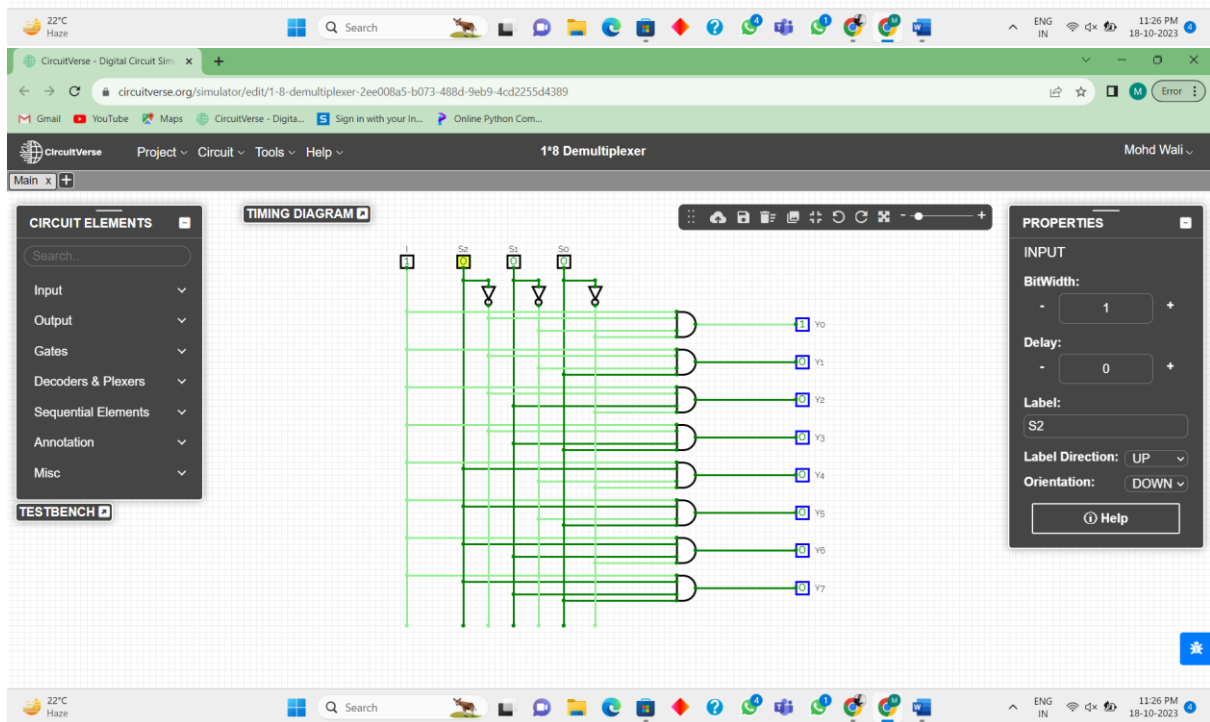 22°C
Haze
Search
ENG
IN
11:26 PM
18-10-2023
4
CircuitVerse - Digital Circuit Sim
circuitverse.org/simulator/edit/1-8-demultiplexer-2ee008a5-b073-488d-9eb9-4cd2255d4389
M
Error
Gmail
YouTube
Maps
CircuitVerse - Digita...
Sign in with your In...
Online Python Com...
CircuitVerse
Project
Circuit
Tools
Help
1*8 Demultiplexer
Mohd Wali
Main x
TIMING DIAGRAM
CIRCUIT ELEMENTS
Search..
Input
Output
Gates
Decoders & Plexers
Sequential Elements
Annotation
Misc
TESTBENCH
I S2 S1 S0
1 0 0 0
1 Y0
0 Y1
0 Y2
0 Y3
0 Y4
0 Y5
0 Y6
0 Y7
PROPERTIES
INPUT
BitWidth:
- 1 +
Delay:
- 0 +
Label:
S2
Label Direction: UP
Orientation: DOWN
Help
22°C
Haze
Search
ENG
IN
11:26 PM
18-10-2023
4